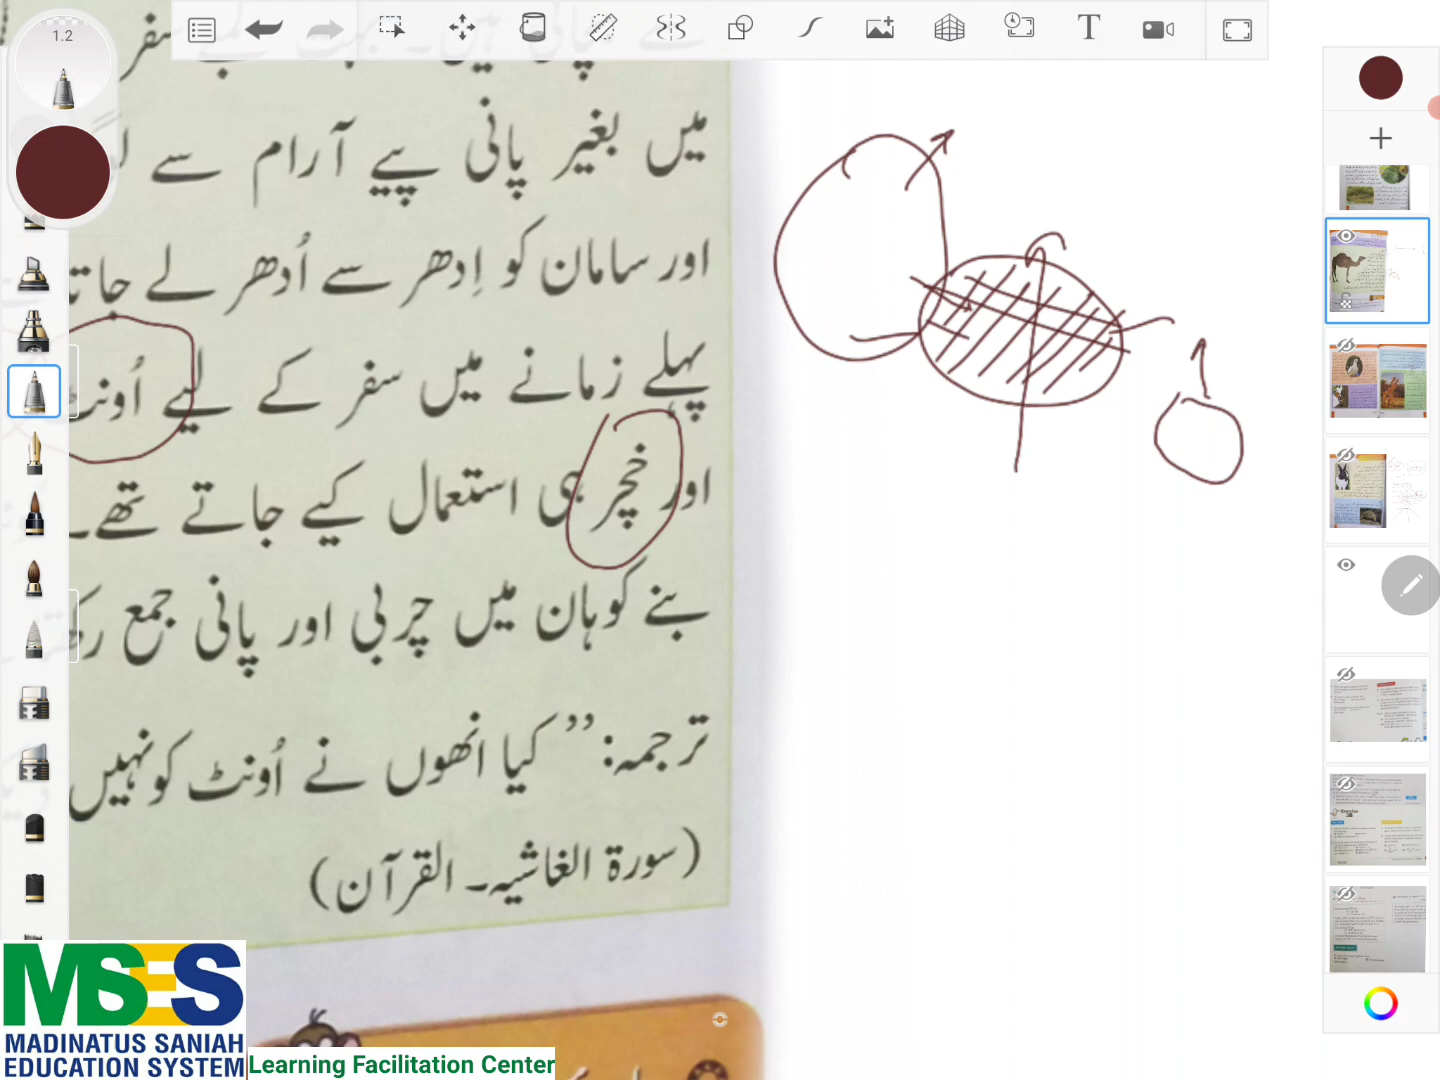 1.2
T
میں بغیر پانی پیے آرام سے
اور سامان کو اِدھر سے اُدھر لے جاتے
پہلے زمانے میں سفر کے لیے اُونٹ
اور خچر ہی استعمال کیے جاتے تھے۔
بنے کوہان میں چربی اور پانی جمع
ترجمہ: ’’کیا انھوں نے اُونٹ کو نہیں
(سورۃ الغاشیہ۔ القرآن)
MSES
MADINATUS SANIAH
EDUCATION SYSTEM
Learning Facilitation Center